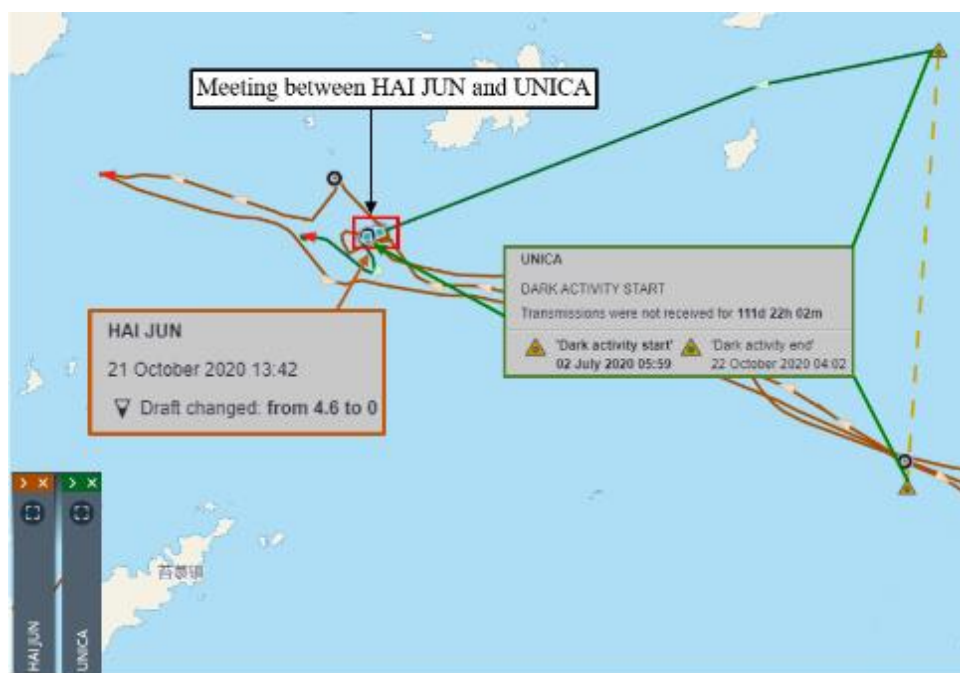 Meeting between HAI JUN and UNICA
UNICA
DARK ACTIVITY START
Transmissions were not received for 111d 22h 02m
'Dark activity start' 'Dark activity end'
02 July 2020 05:59 22 October 2020 04:02
HAI JUN
21 October 2020 13:42
Draft changed: from 4.6 to 0
HAI JUN
UNICA